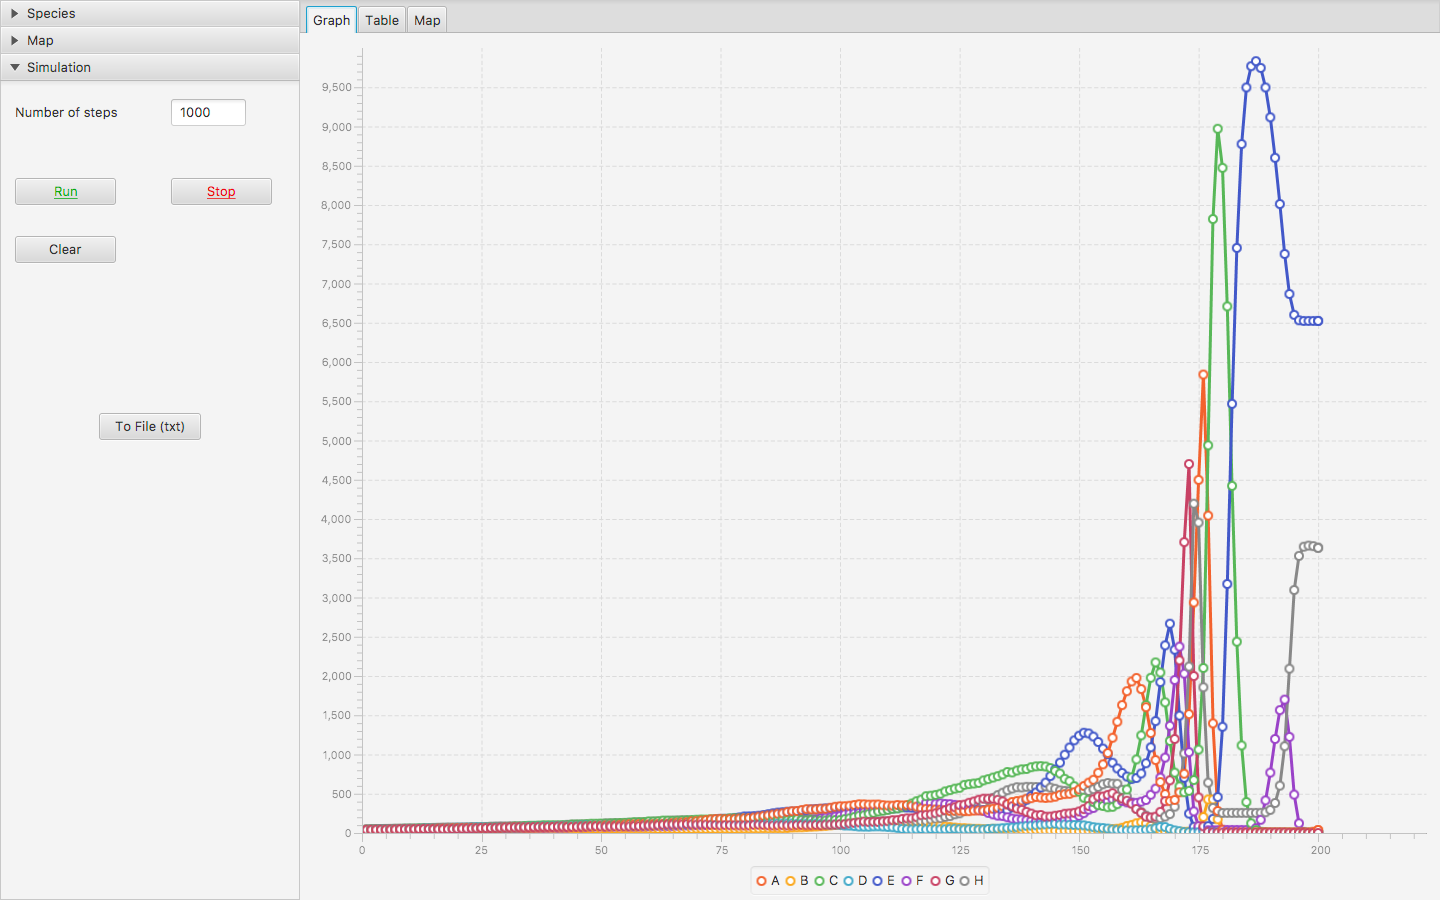 Species
Map
Simulation
Number of steps 1000
Run Stop
Clear
To File (txt)
Graph Table Map
9,500
9,000
8,500
8,000
7,500
7,000
6,500
6,000
5,500
5,000
4,500
4,000
3,500
3,000
2,500
2,000
1,500
1,000
500
0
0 25 50 75 100 125 150 175 200
A B C D E F G H